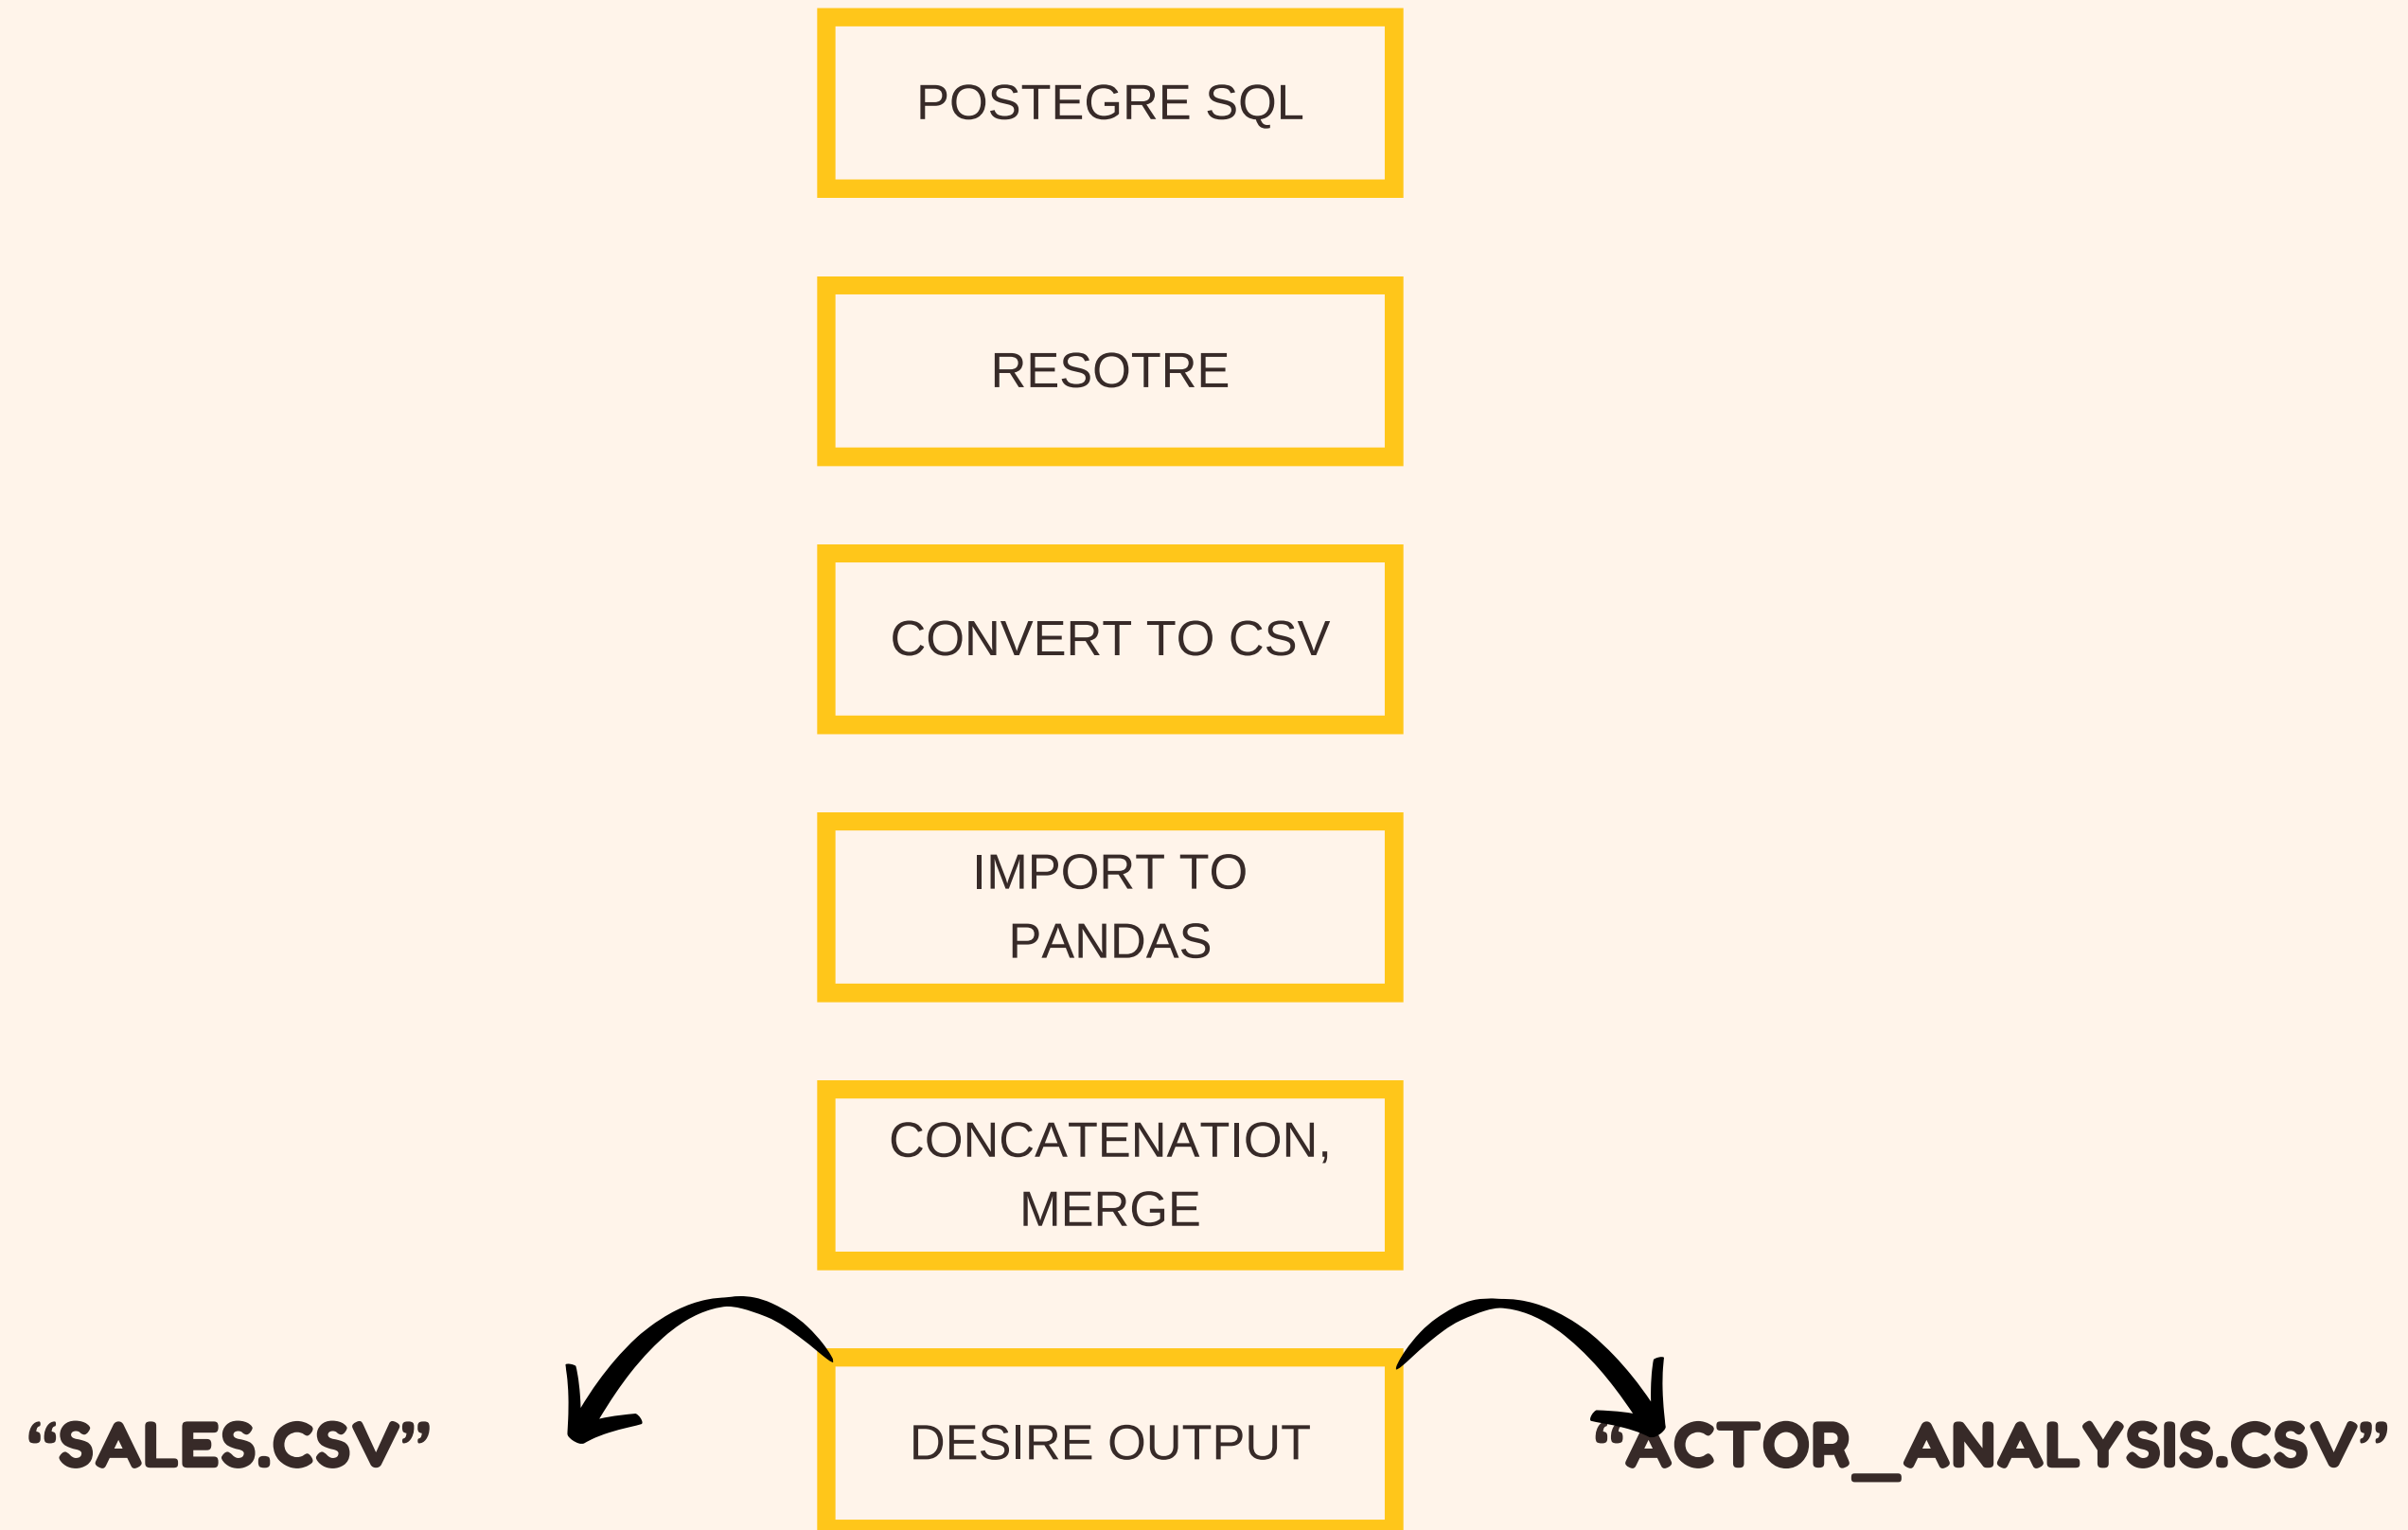 POSTEGRE SQL
RESOTRE
CONVERT TO CSV
IMPORT TO
PANDAS
CONCATENATION,
MERGE
DESIRE OUTPUT
“SALES.CSV”
“ACTOR_ANALYSIS.CSV”